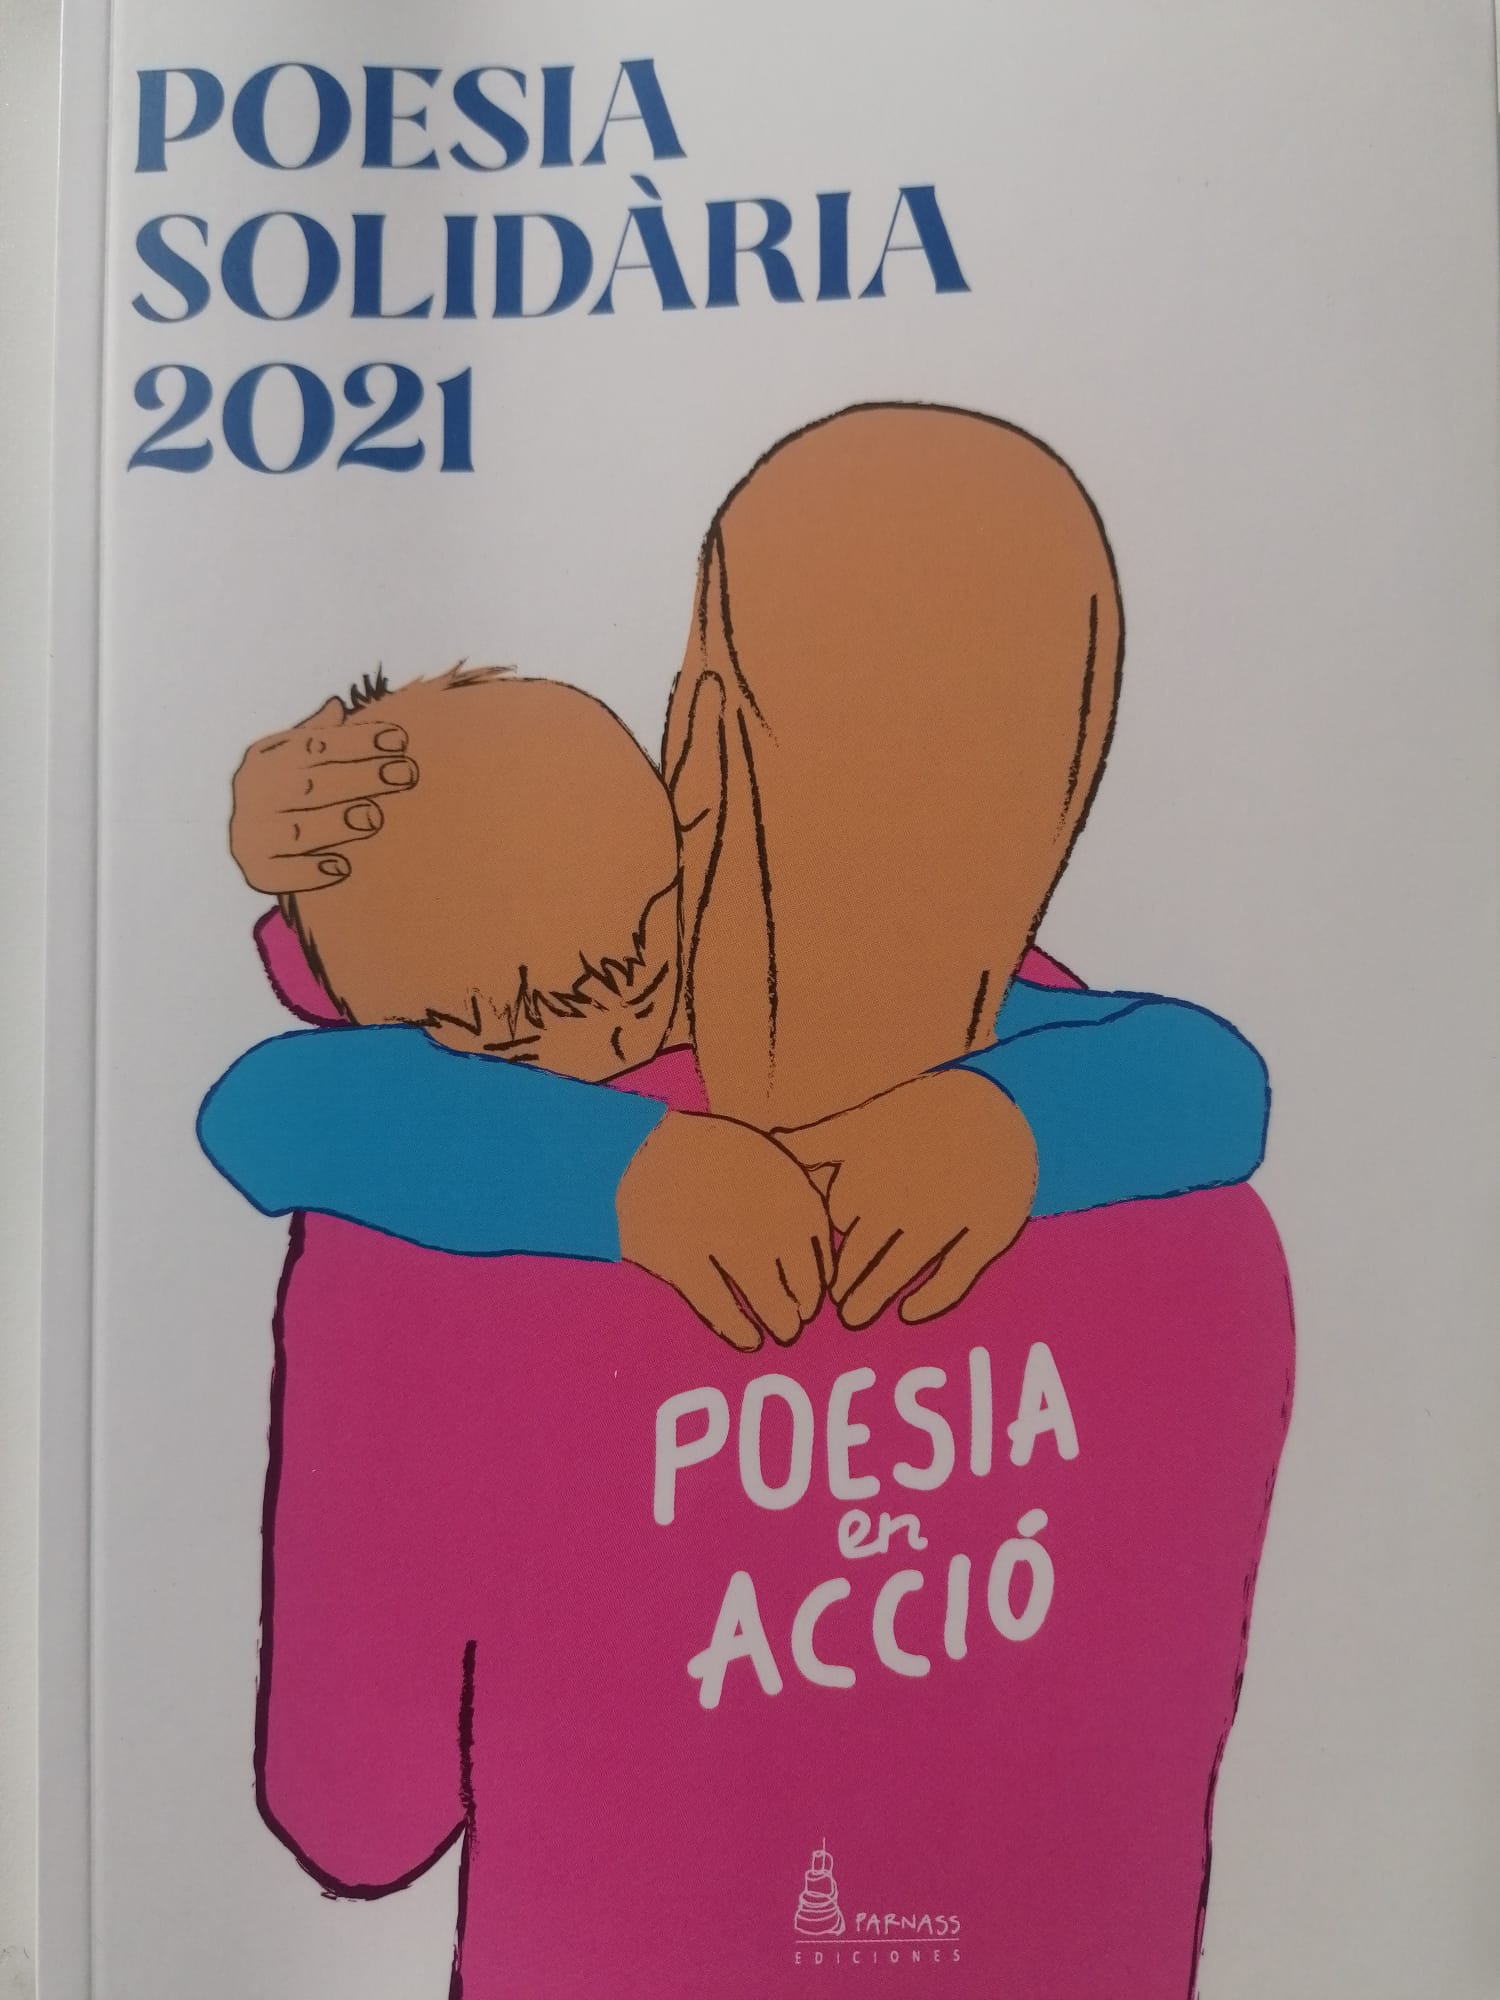 POESIA
SOLIDÀRIA
2021
POESIA
en
ACCIÓ
PARNASS
EDICIONES